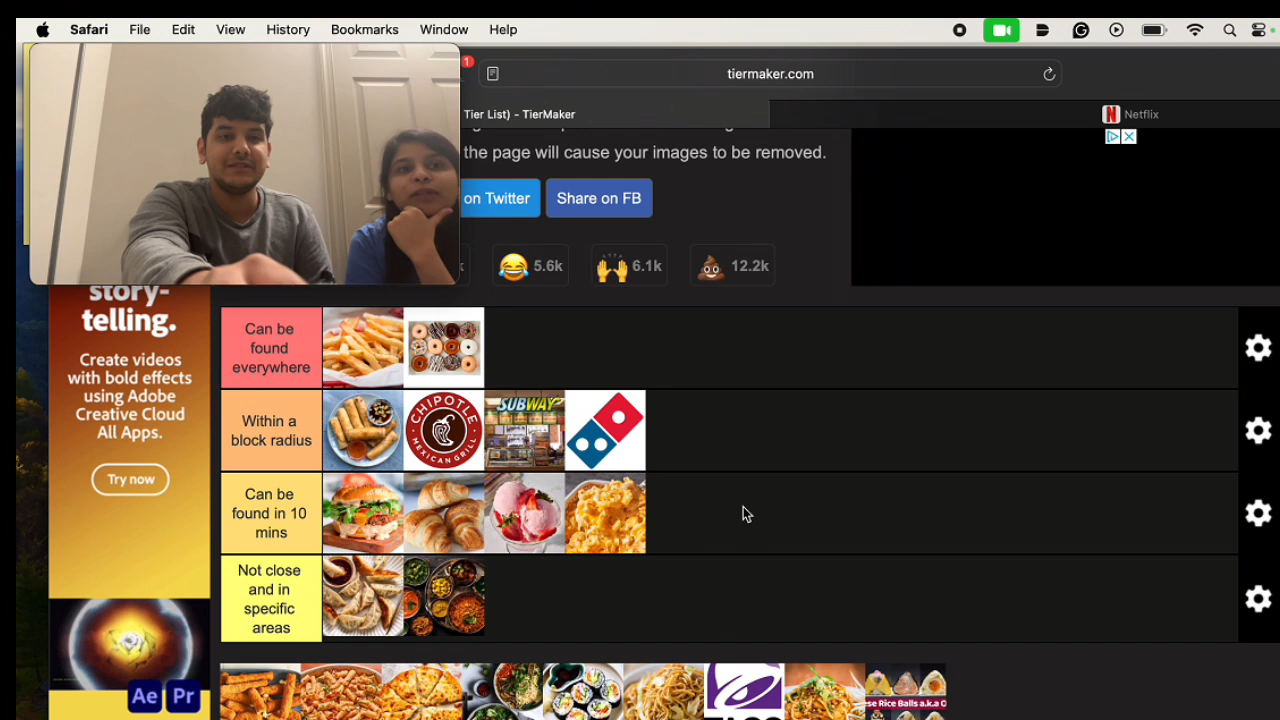 Safari File Edit View History Bookmarks Window Help
1
tiermaker.com
Tier List) - TierMaker
Netflix
the page will cause your images to be removed.
on Twitter
Share on FB
5.6k
6.1k
12.2k
story-
telling.
Create videos
with bold effects
using Adobe
Creative Cloud
All Apps.
Try now
Ae Pr
Can be
found
everywhere
Within a
block radius
CHIPOTLE
MEXICAN GRILL
SUBWAY
Can be
found in 10
mins
Not close
and in
specific
areas
ese Rice Balls a.k.a O